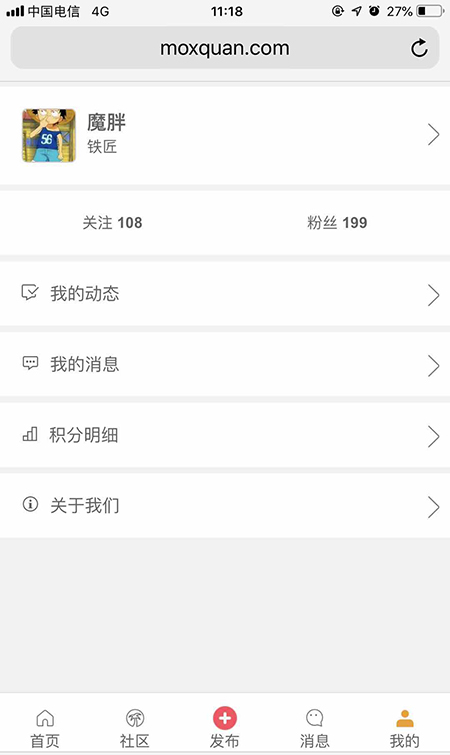 中国电信 4G 11:18 27%
moxquan.com
魔胖
56
铁匠
关注 108 粉丝 199
我的动态
我的消息
积分明细
关于我们
首页 社区 发布 消息 我的